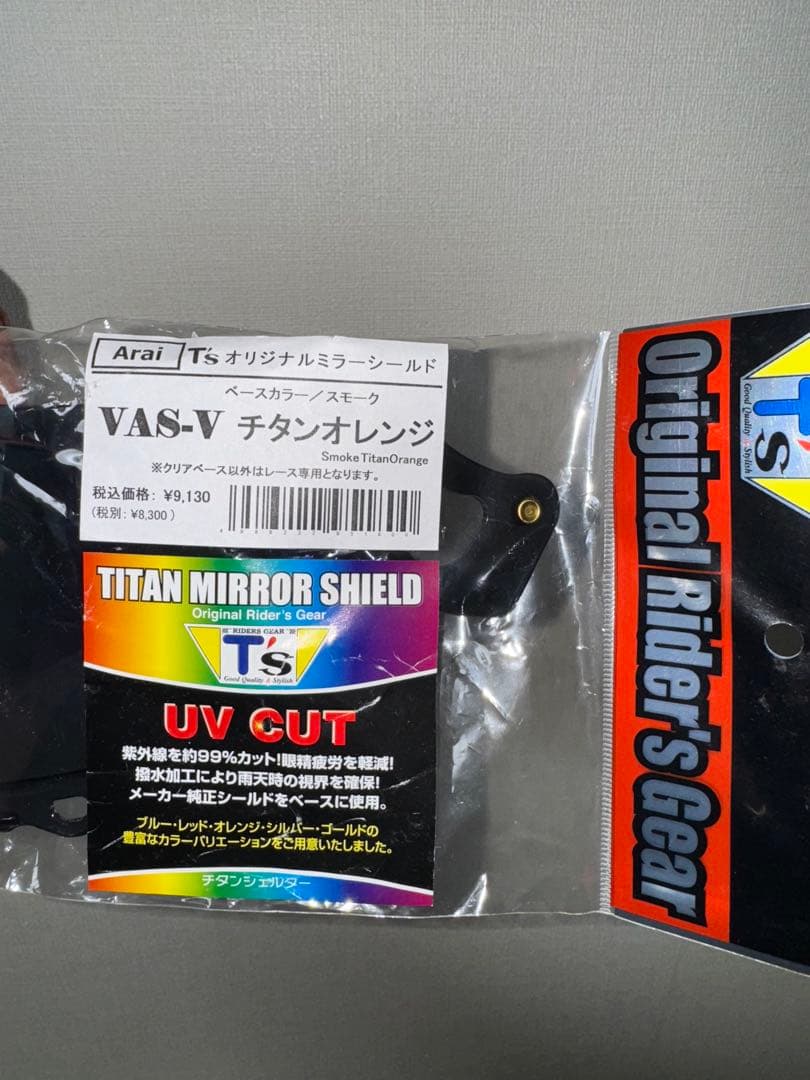 Arai T's オリジナルミラーシールド
ベースカラー／スモーク
VAS-V チタンオレンジ
SmokeTitanOrange
※クリアベース以外はレース専用となります。
税込価格: ¥9,130
(税別: ¥8,300 )
TITAN MIRROR SHIELD
Original Rider's Gear
RIDERS GEAR
T's
Good Quality & Stylish
UV CUT
紫外線を約99%カット!眼精疲労を軽減!
撥水加工により雨天時の視界を確保!
メーカー純正シールドをベースに使用。
ブルー・レッド・オレンジ・シルバー・ゴールドの
豊富なカラーバリエーションをご用意いたしました。
チタンシェルター
Original Rider's Gear
T's
Good Quality & Stylish